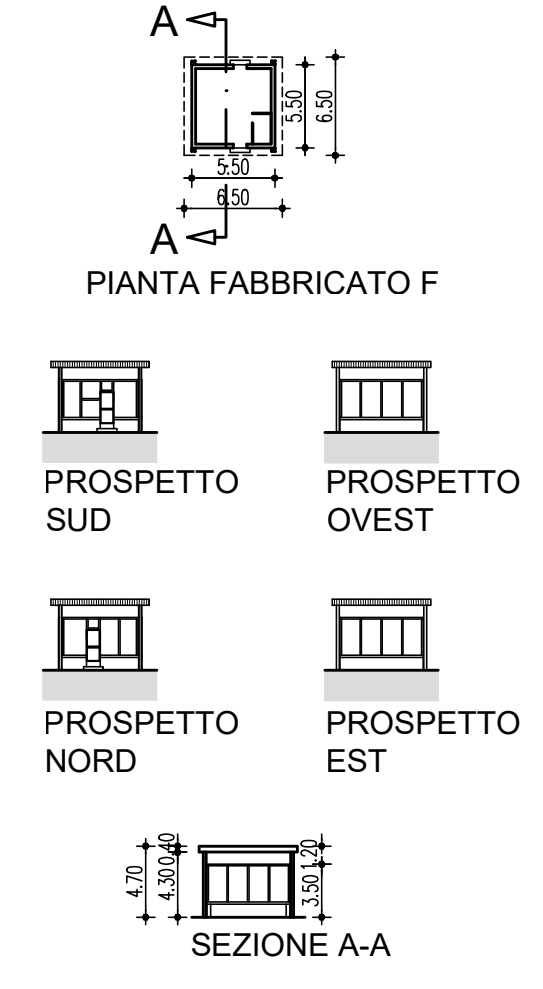 A
5.50
6.50
5.50
6.50
A
PIANTA FABBRICATO F
PROSPETTO
SUD
PROSPETTO
OVEST
PROSPETTO
NORD
PROSPETTO
EST
4.70
4.30
0.40
3.50
1.20
SEZIONE A-A